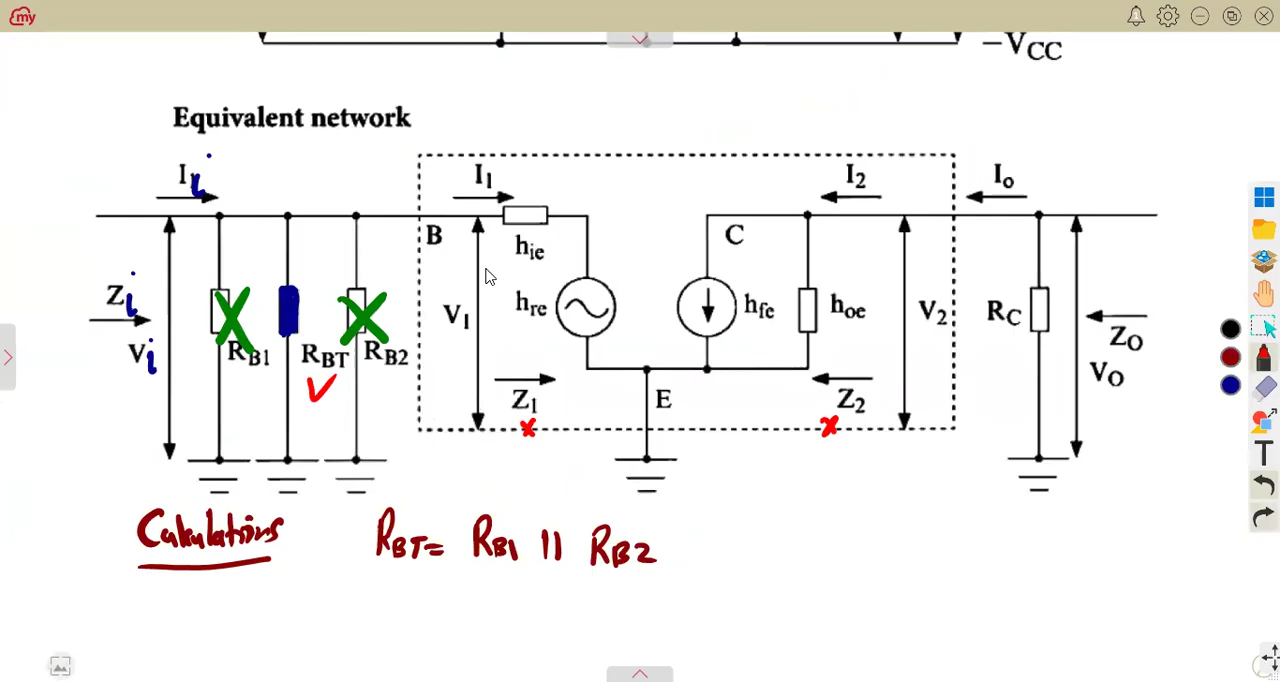 my
−VCC
Equivalent network
Ii
I1
I2
Io
B
C
hie
Zi
hre
hfe
hoe
V1
V2
RC
ZO
Vi
RB1
RBT
RB2
VO
Z1
E
Z2
Calculations RBT= RB1 || RB2
T